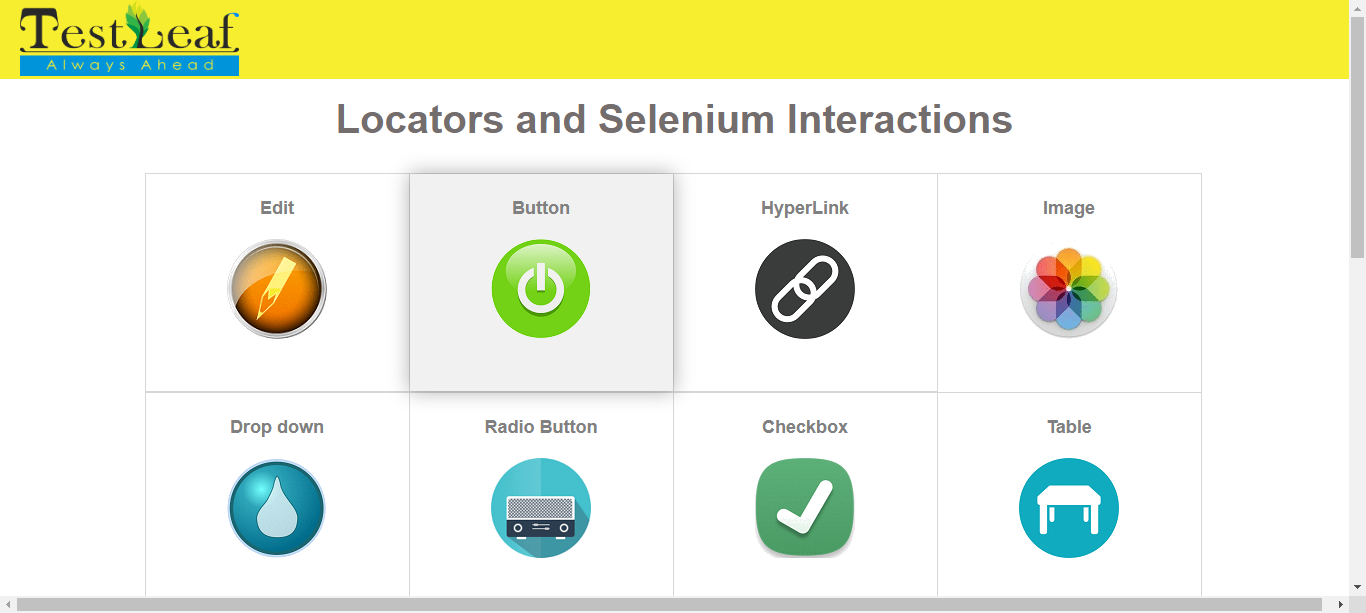 TestLeaf
Always Ahead
Locators and Selenium Interactions
Edit
Button
HyperLink
Image
Drop down
Radio Button
Checkbox
Table